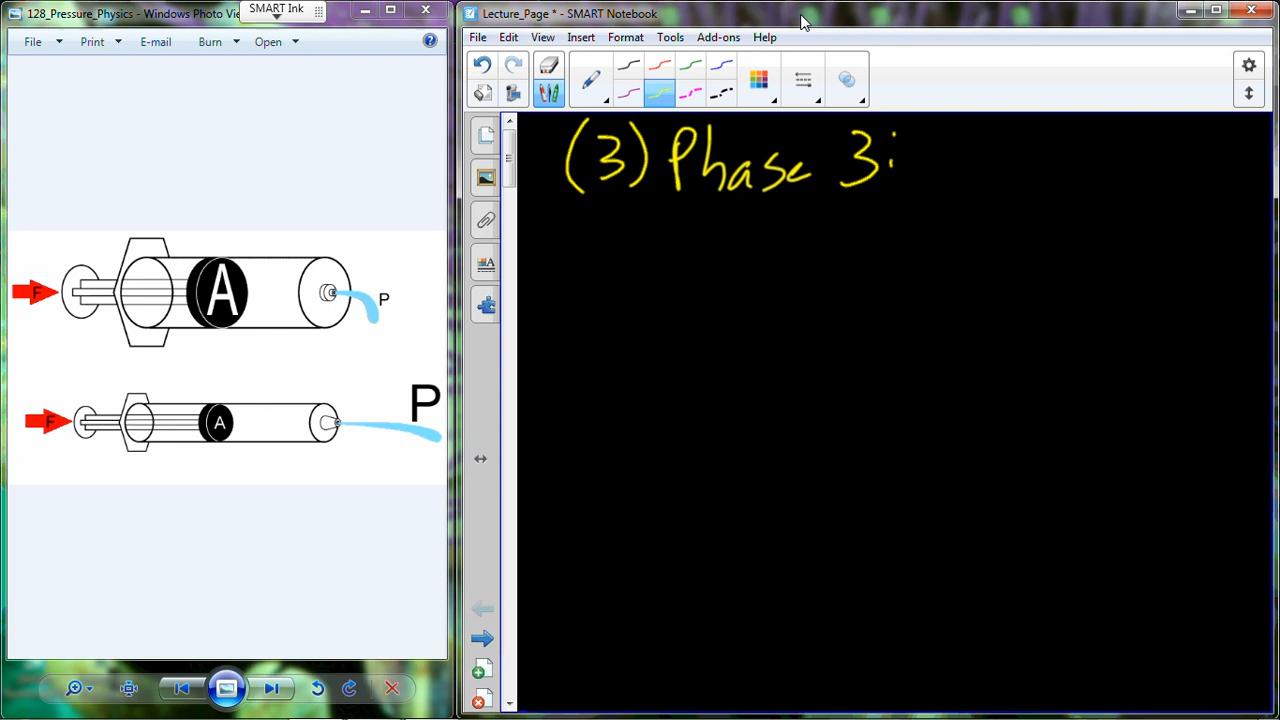 128_Pressure_Physics - Windows Photo Vie
SMART Ink
File Print E-mail Burn Open
F A P
F A P
Lecture_Page * - SMART Notebook
File Edit View Insert Format Tools Add-ons Help
(3) Phase 3: